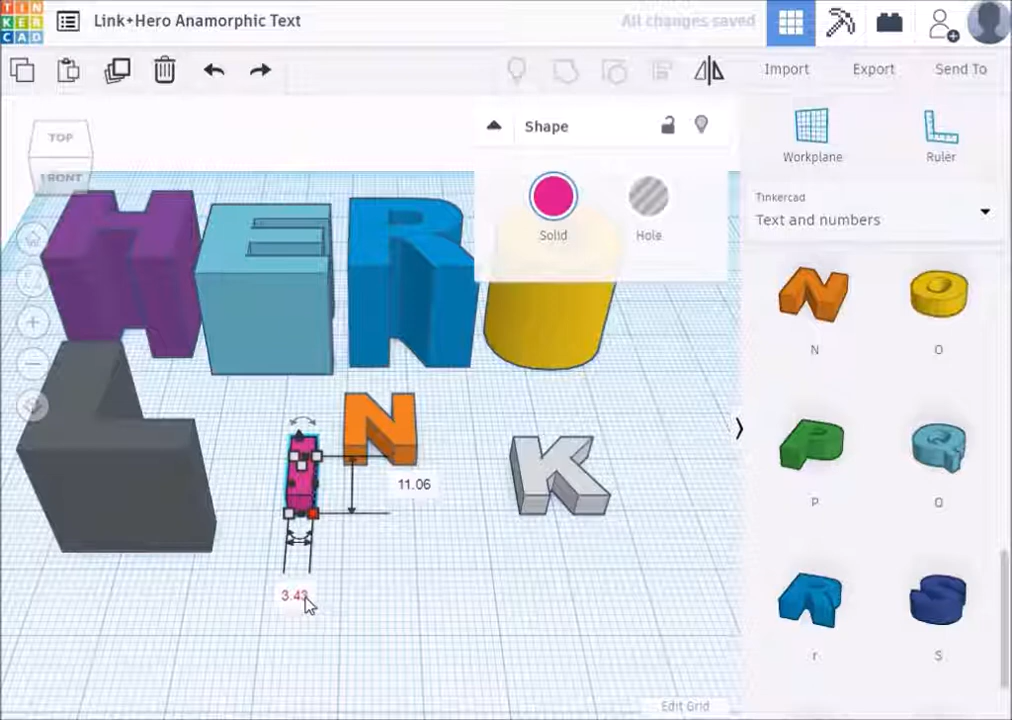 TIN
KER
CAD
Link+Hero Anamorphic Text
All changes saved
Import
Export
Send To
TOP
FRONT
Shape
Solid
Hole
Workplane
Ruler
Tinkercad
Text and numbers
HERO
L
N
K
11.06
3.43
N
O
P
Q
r
S
Edit Grid